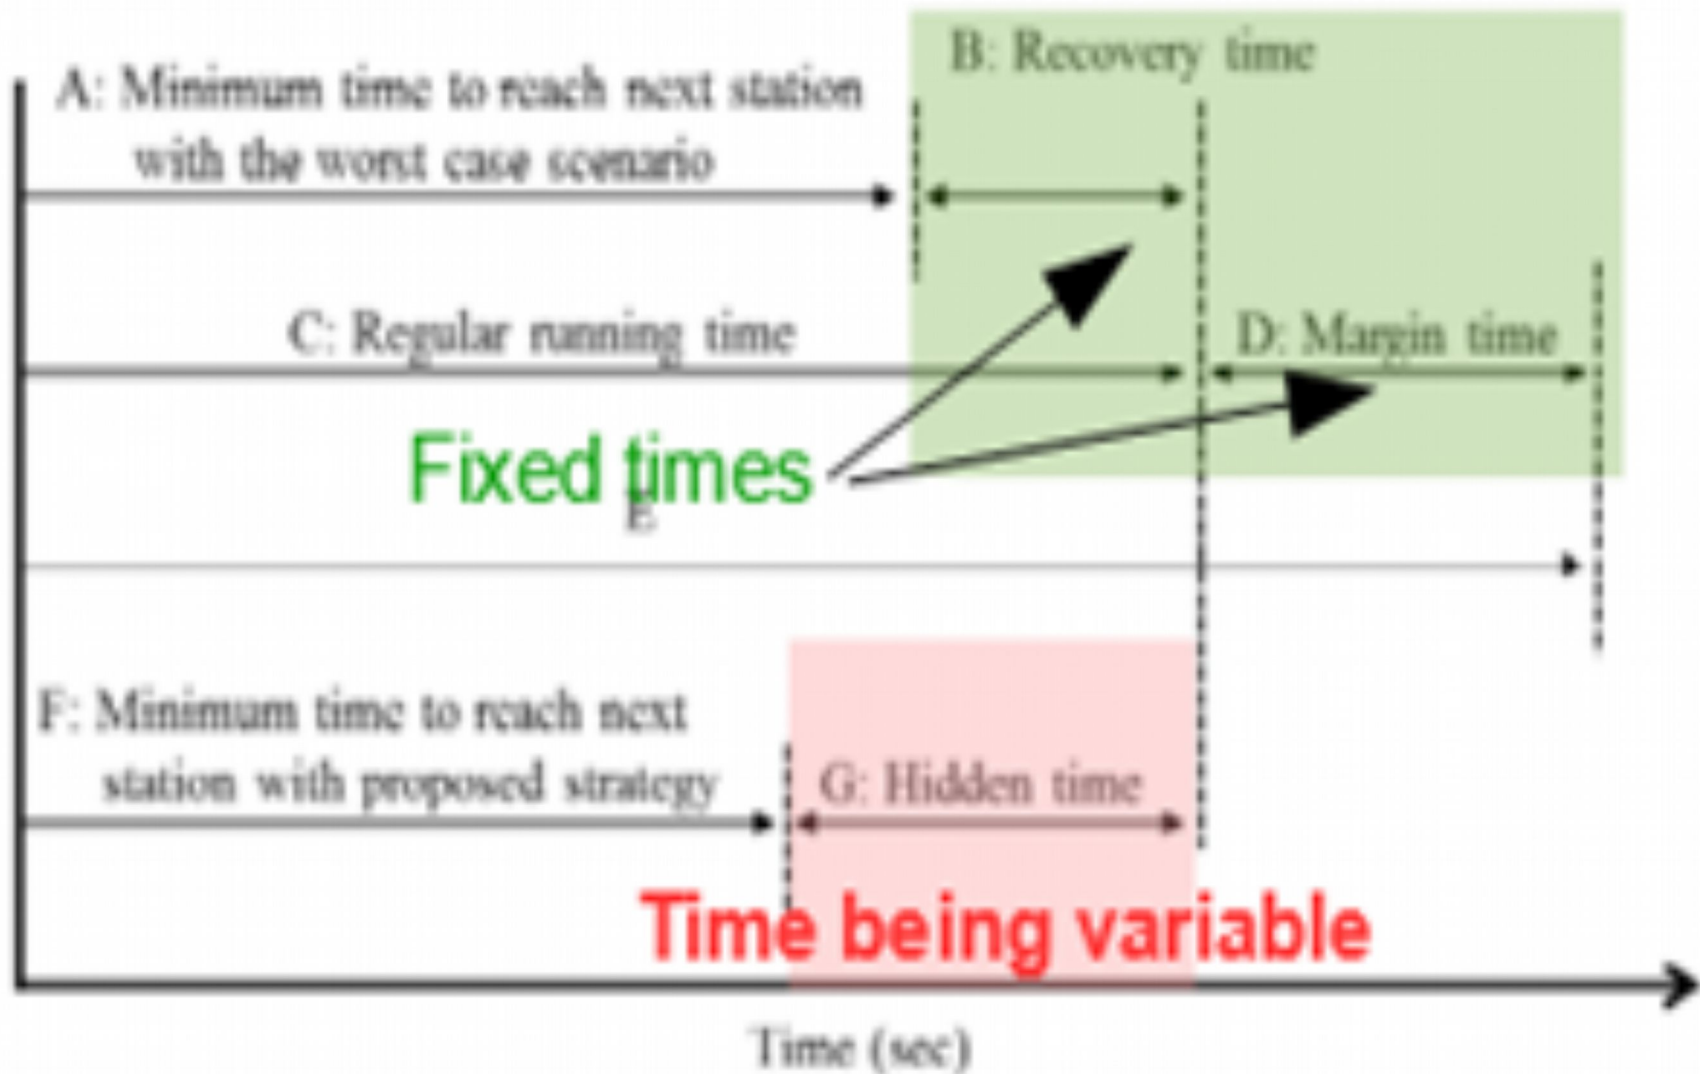 B: Recovery time
A: Minimum time to reach next station
with the worst case scenario
C: Regular running time
D: Margin time
Fixed times
E
F: Minimum time to reach next
station with proposed strategy
G: Hidden time
Time being variable
Time (sec)